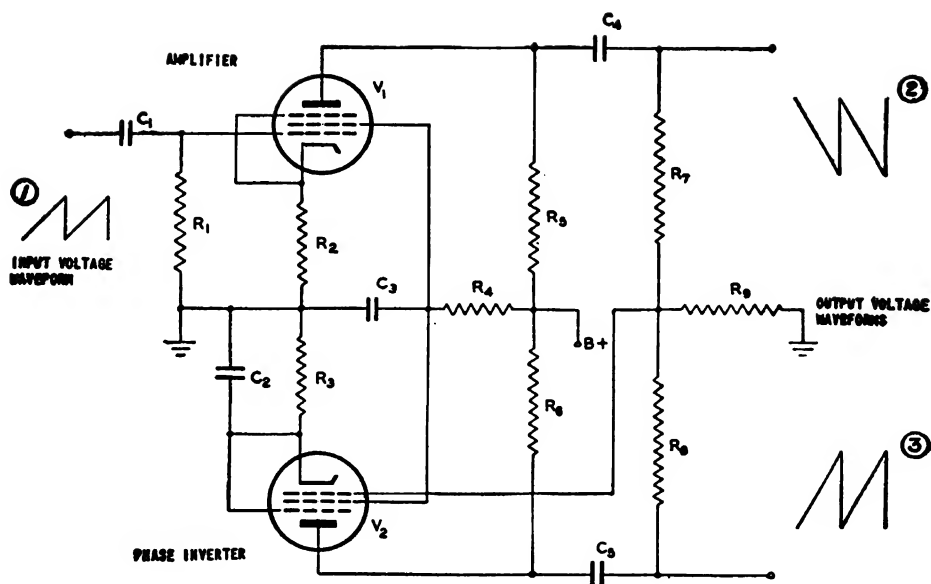 C4
AMPLIFIER
V1
②
C1
R7
①
R1
R5
R2
INPUT VOLTAGE
WAVEFORM
C3
R4
R9
OUTPUT VOLTAGE
WAVEFORMS
B+
C2
R3
R6
R8
③
V2
PHASE INVERTER
C5